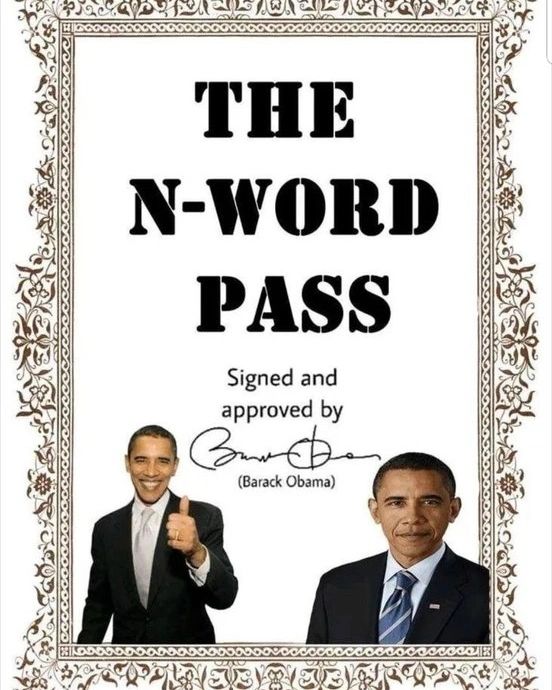 THE
N-WORD
PASS
Signed and
approved by
(Barack Obama)